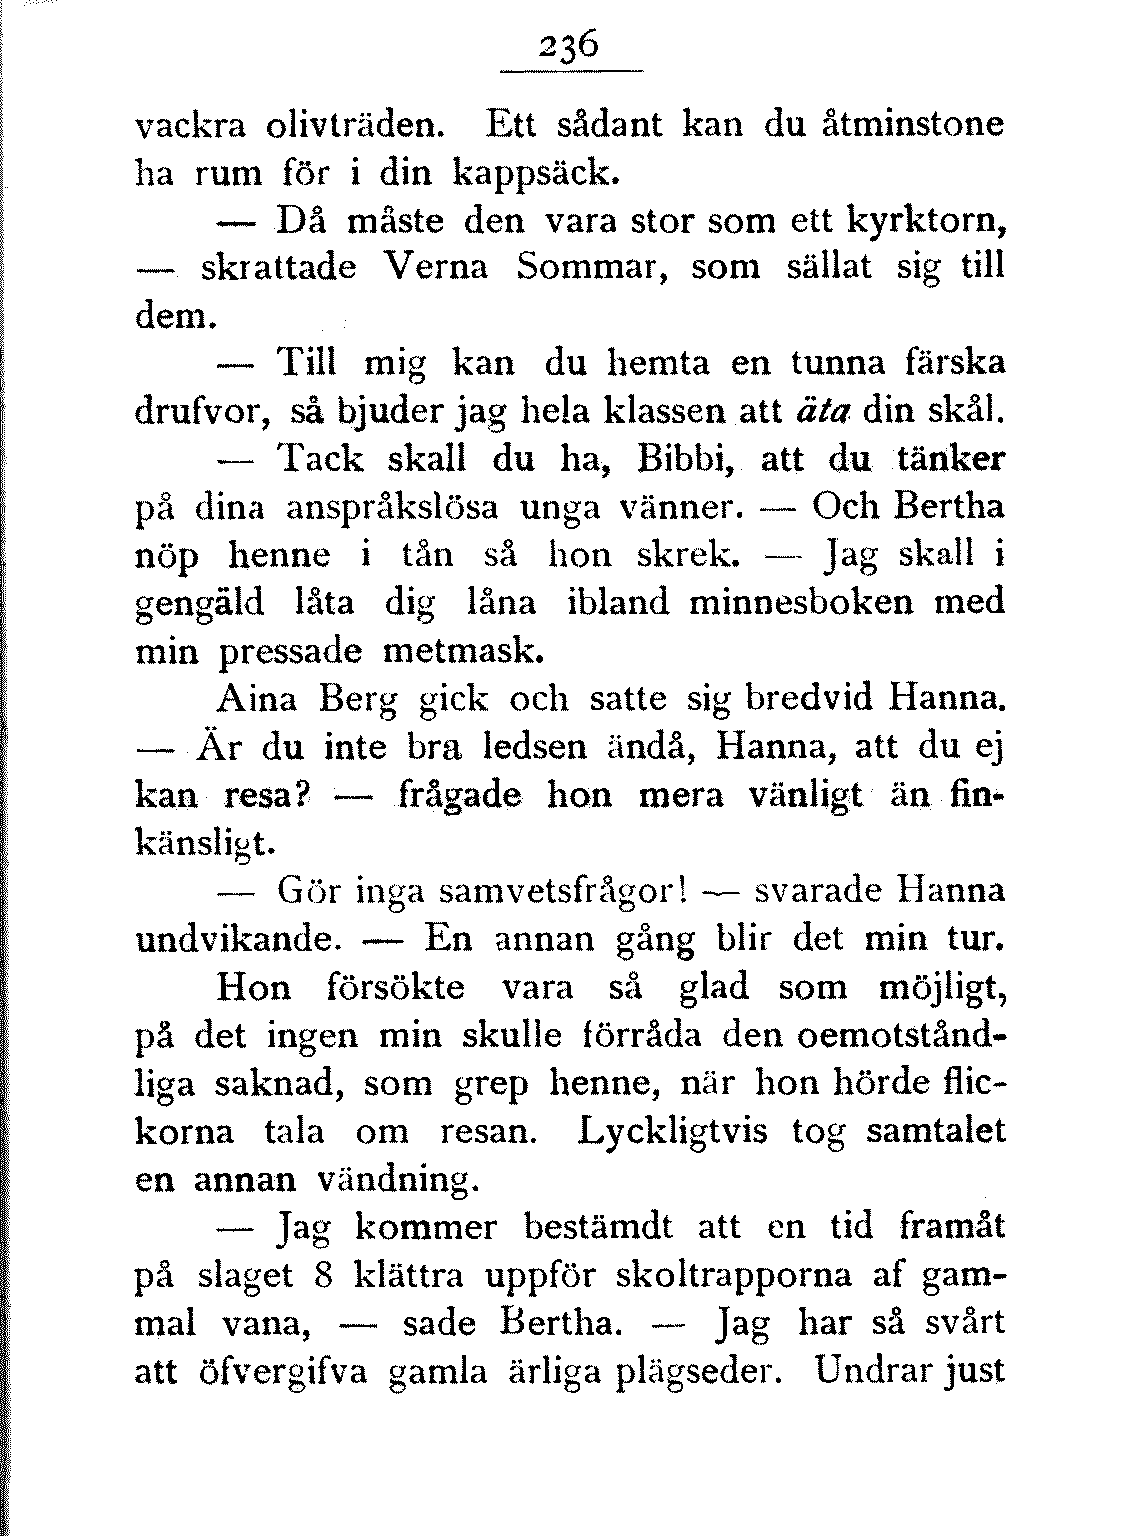 236
vackra olivträden. Ett sådant kan du åtminstone
ha rum för i din kappsäck.
— Då måste den vara stor som ett kyrktorn,
— skrattade Verna Sommar, som sällat sig till
dem.
— Till mig kan du hemta en tunna färska
drufvor, så bjuder jag hela klassen att äta din skål.
— Tack skall du ha, Bibbi, att du tänker
på dina anspråkslösa unga vänner. — Och Bertha
nöp henne i tån så hon skrek. — Jag skall i
gengäld låta dig låna ibland minnesboken med
min pressade metmask.
Aina Berg gick och satte sig bredvid Hanna.
— Är du inte bra ledsen ändå, Hanna, att du ej
kan resa? — frågade hon mera vänligt än fin-
känsligt.
— Gör inga samvetsfrågor! — svarade Hanna
undvikande. — En annan gång blir det min tur.
Hon försökte vara så glad som möjligt,
på det ingen min skulle förråda den oemotstånd-
liga saknad, som grep henne, när hon hörde flic-
korna tala om resan. Lyckligtvis tog samtalet
en annan vändning.
— Jag kommer bestämdt att en tid framåt
på slaget 8 klättra uppför skoltrapporna af gam-
mal vana, — sade Bertha. — Jag har så svårt
att öfvergifva gamla ärliga plägseder. Undrar just